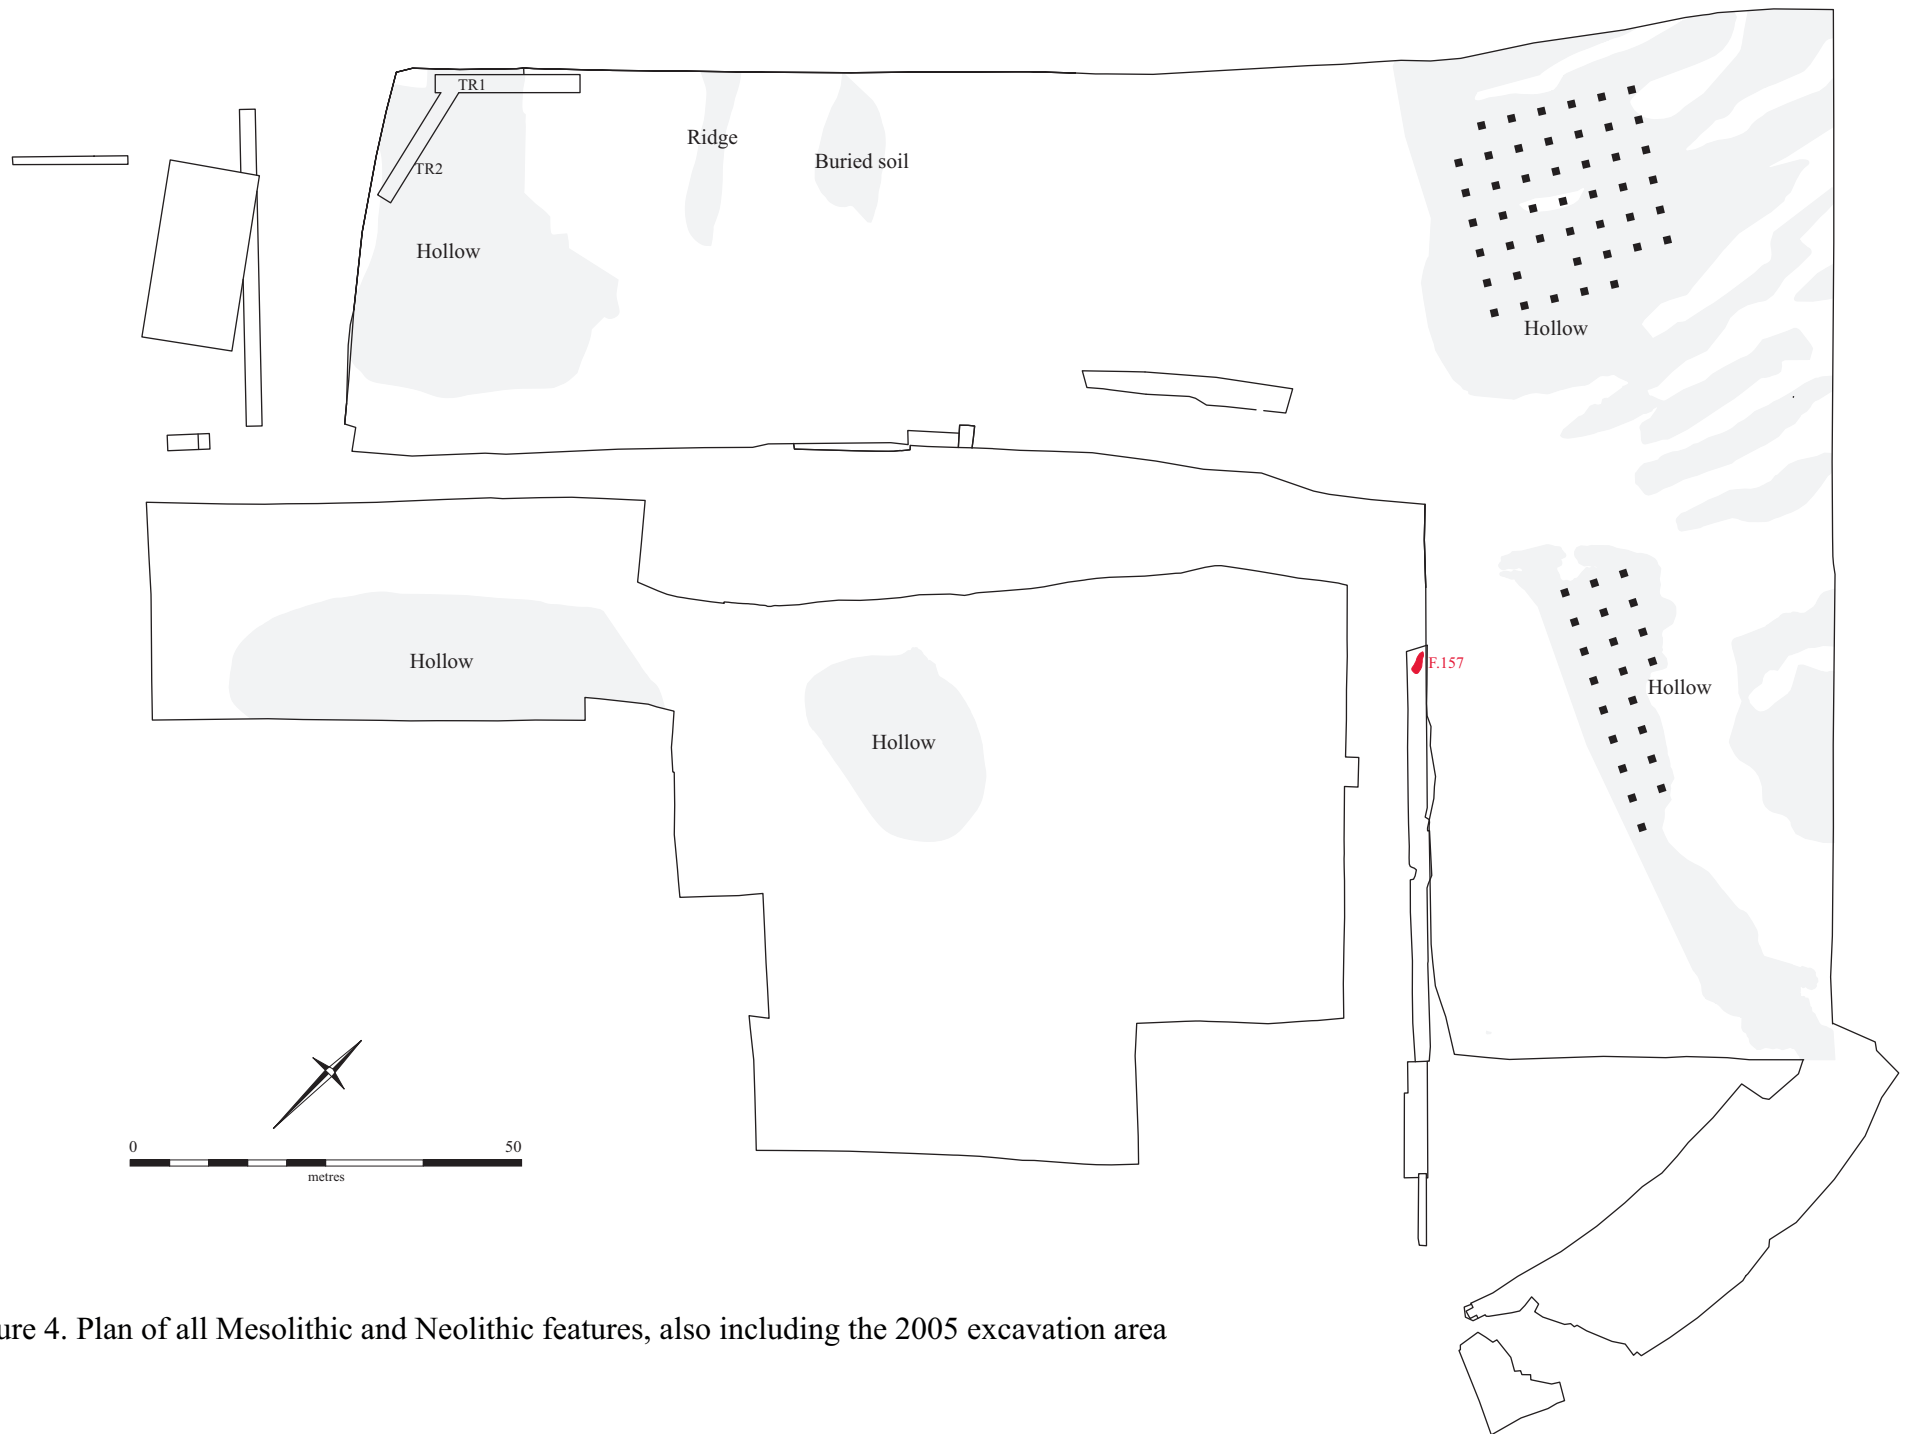 TR1
Ridge
Buried soil
TR2
Hollow
Hollow
Hollow
F.157
Hollow
Hollow
0 50
metres
ure 4. Plan of all Mesolithic and Neolithic features, also including the 2005 excavation area